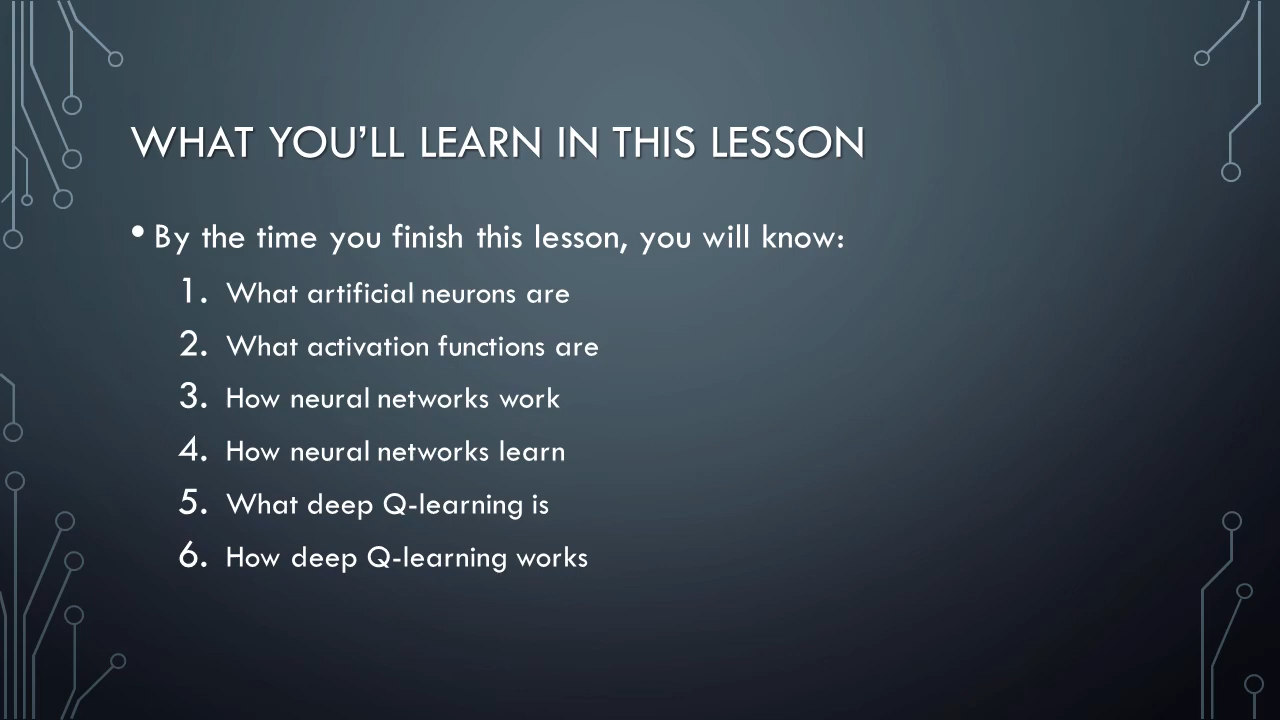 WHAT YOU’LL LEARN IN THIS LESSON
• By the time you finish this lesson, you will know:
1. What artificial neurons are
2. What activation functions are
3. How neural networks work
4. How neural networks learn
5. What deep Q-learning is
6. How deep Q-learning works